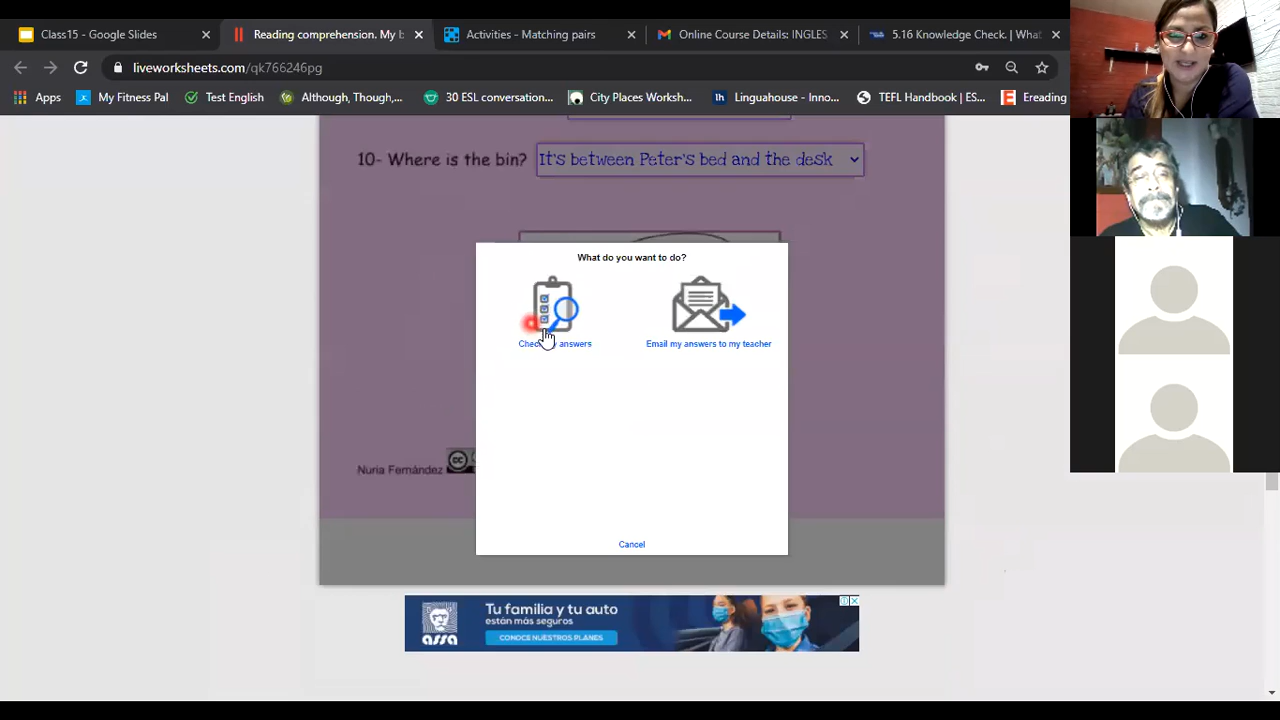 Class15 - Google Slides
Reading comprehension. My b
Activities - Matching pairs
Online Course Details: INGLES
5.16 Knowledge Check. | What
liveworksheets.com/qk766246pg
Apps
My Fitness Pal
Test English
Although, Though,...
30 ESL Conversation...
City Places Worksh...
lh
Linguahouse - Inno...
TEFL Handbook | ES...
Ereading
10- Where is the bin? It's between Peter's bed and the desk
What do you want to do?
answers
Email my answers to my teacher
Nuria Fernández
cc
Cancel
Tu familia y tu auto
están más seguros
assa
CONOCE NUESTROS PLANES